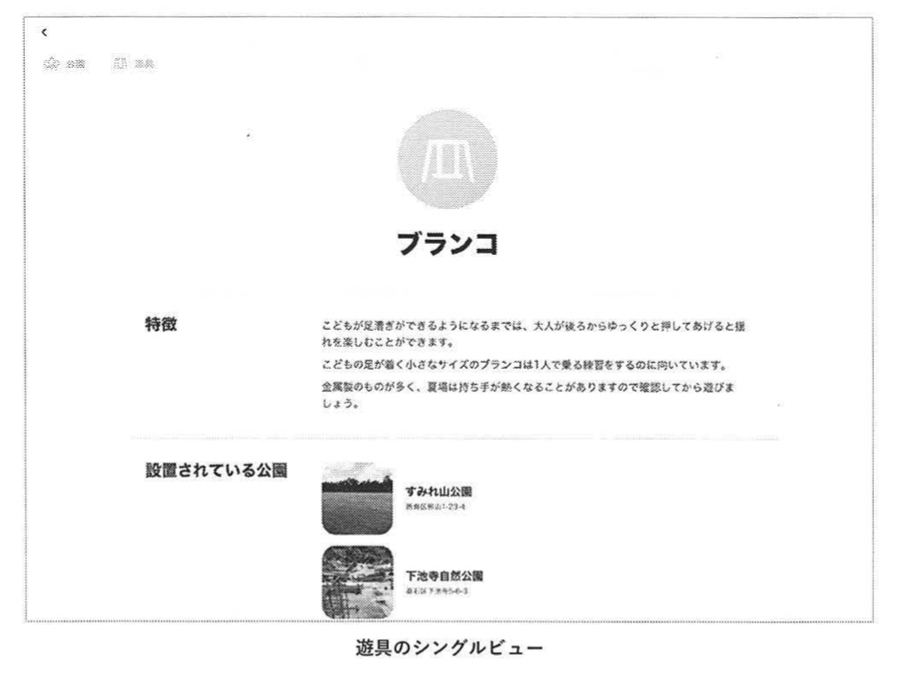 公園 遊具
ブランコ
特徴
こどもが足漕ぎができるようになるまでは、大人が後ろからゆっくりと押してあげると揺
れを楽しむことができます。
こどもの足が着く小さなサイズのブランコは1人で乗る練習をするのに向いています。
金属製のものが多く、夏場は持ち手が熱くなることがありますので確認してから遊びま
しょう。
設置されている公園
すみれ山公園
1-23-4
下池寺自然公園
5-6-3
遊具のシングルビュー